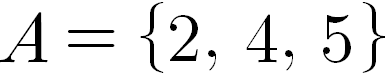 A = {2, 4, 5}